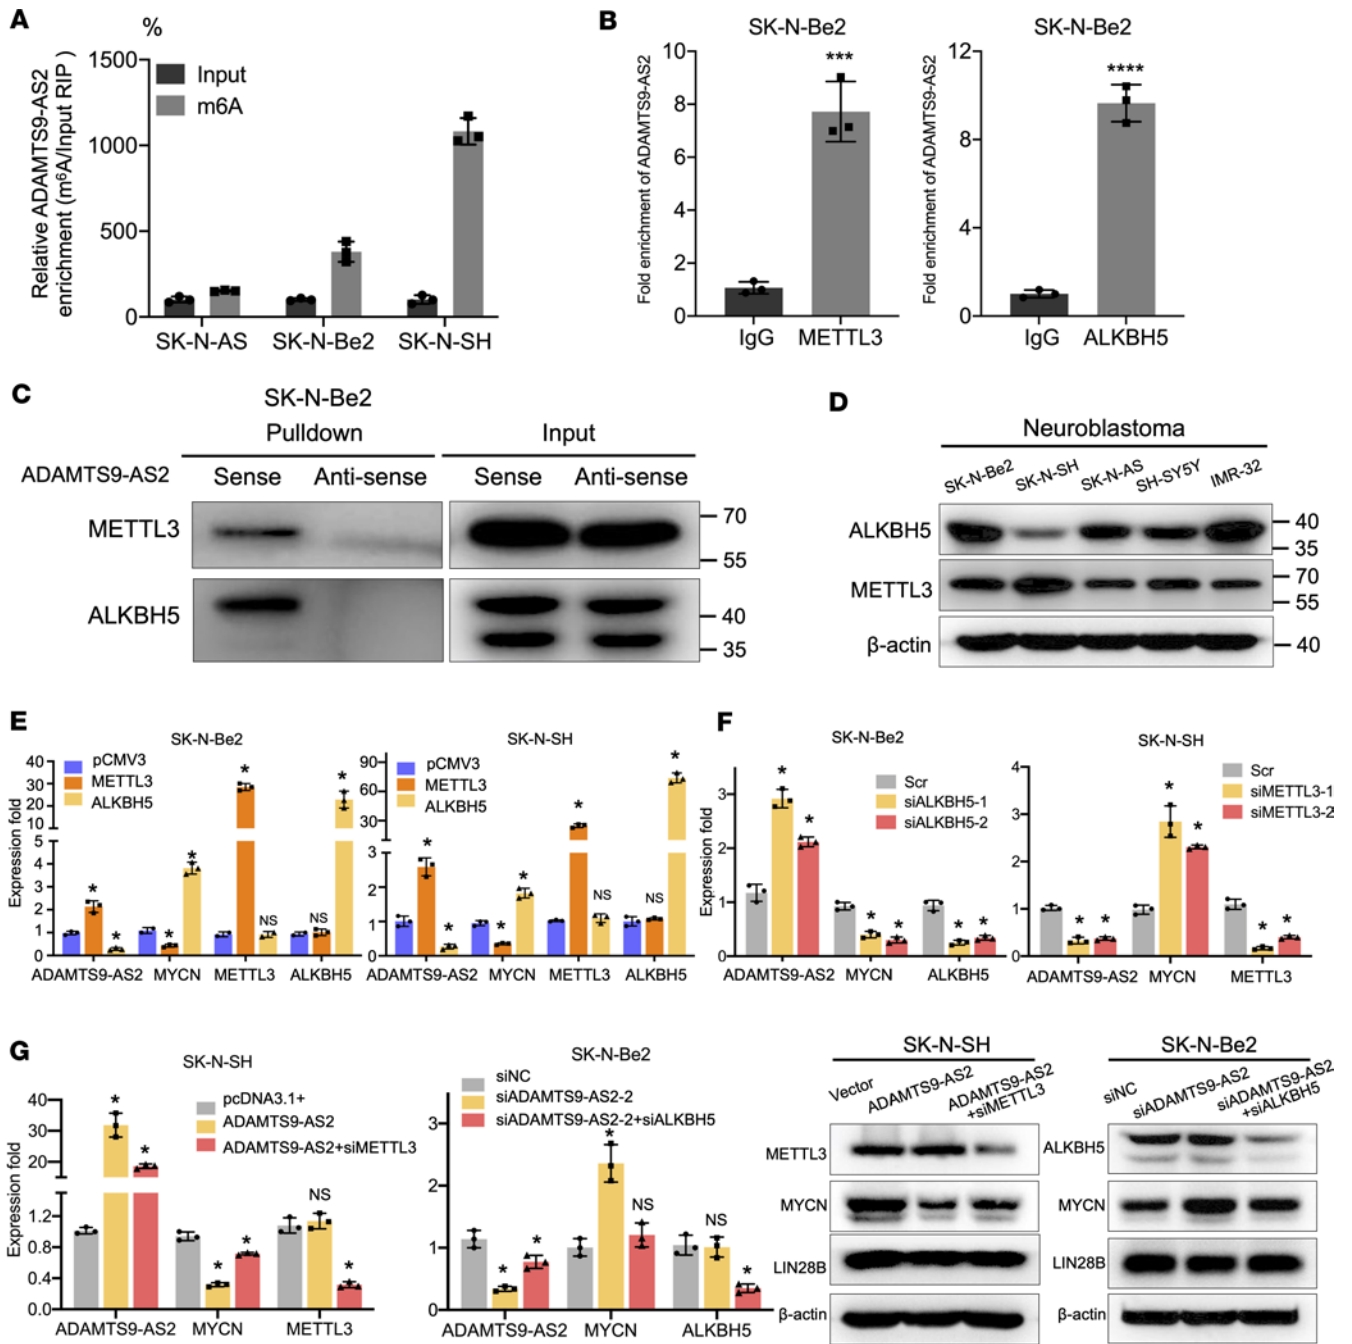 A
%
Relative ADAMTS9-AS2
enrichment (m⁶A/Input RIP )
1500
1000
500
0
Input
m6A
SK-N-AS SK-N-Be2 SK-N-SH
B
SK-N-Be2
Fold enrichment of ADAMTS9-AS2
10
8
6
4
2
0
***
IgG METTL3
SK-N-Be2
Fold enrichment of ADAMTS9-AS2
12
8
4
0
****
IgG ALKBH5
C
SK-N-Be2
Pulldown Input
ADAMTS9-AS2 Sense Anti-sense Sense Anti-sense
METTL3 70
55
ALKBH5 40
35
D
Neuroblastoma
SK-N-Be2 SK-N-SH SK-N-AS SH-SY5Y IMR-32
ALKBH5 40
35
METTL3 70
55
β-actin 40
E
SK-N-Be2
Expression fold
40
30
20
10
5
4
3
2
1
0
pCMV3
METTL3
ALKBH5
* * * * * NS NS *
ADAMTS9-AS2 MYCN METTL3 ALKBH5
SK-N-SH
90
60
30
3
2
1
0
pCMV3
METTL3
ALKBH5
* * * * * NS NS *
ADAMTS9-AS2 MYCN METTL3 ALKBH5
F
SK-N-Be2
Expression fold
3
2
1
0
Scr
siALKBH5-1
siALKBH5-2
* * * * * *
ADAMTS9-AS2 MYCN ALKBH5
SK-N-SH
4
3
2
1
0
Scr
siMETTL3-1
siMETTL3-2
* * * * * *
ADAMTS9-AS2 MYCN METTL3
G
SK-N-SH
Expression fold
40
30
20
1.2
0.8
0.4
0.0
pcDNA3.1+
ADAMTS9-AS2
ADAMTS9-AS2+siMETTL3
* * * * NS *
ADAMTS9-AS2 MYCN METTL3
SK-N-Be2
3
2
1
0
siNC
siADAMTS9-AS2-2
siADAMTS9-AS2-2+siALKBH5
* * * NS NS *
ADAMTS9-AS2 MYCN ALKBH5
SK-N-SH
Vector ADAMTS9-AS2 ADAMTS9-AS2
+siMETTL3
METTL3
MYCN
LIN28B
β-actin
SK-N-Be2
siNC siADAMTS9-AS2 siADAMTS9-AS2
+siALKBH5
ALKBH5
MYCN
LIN28B
β-actin